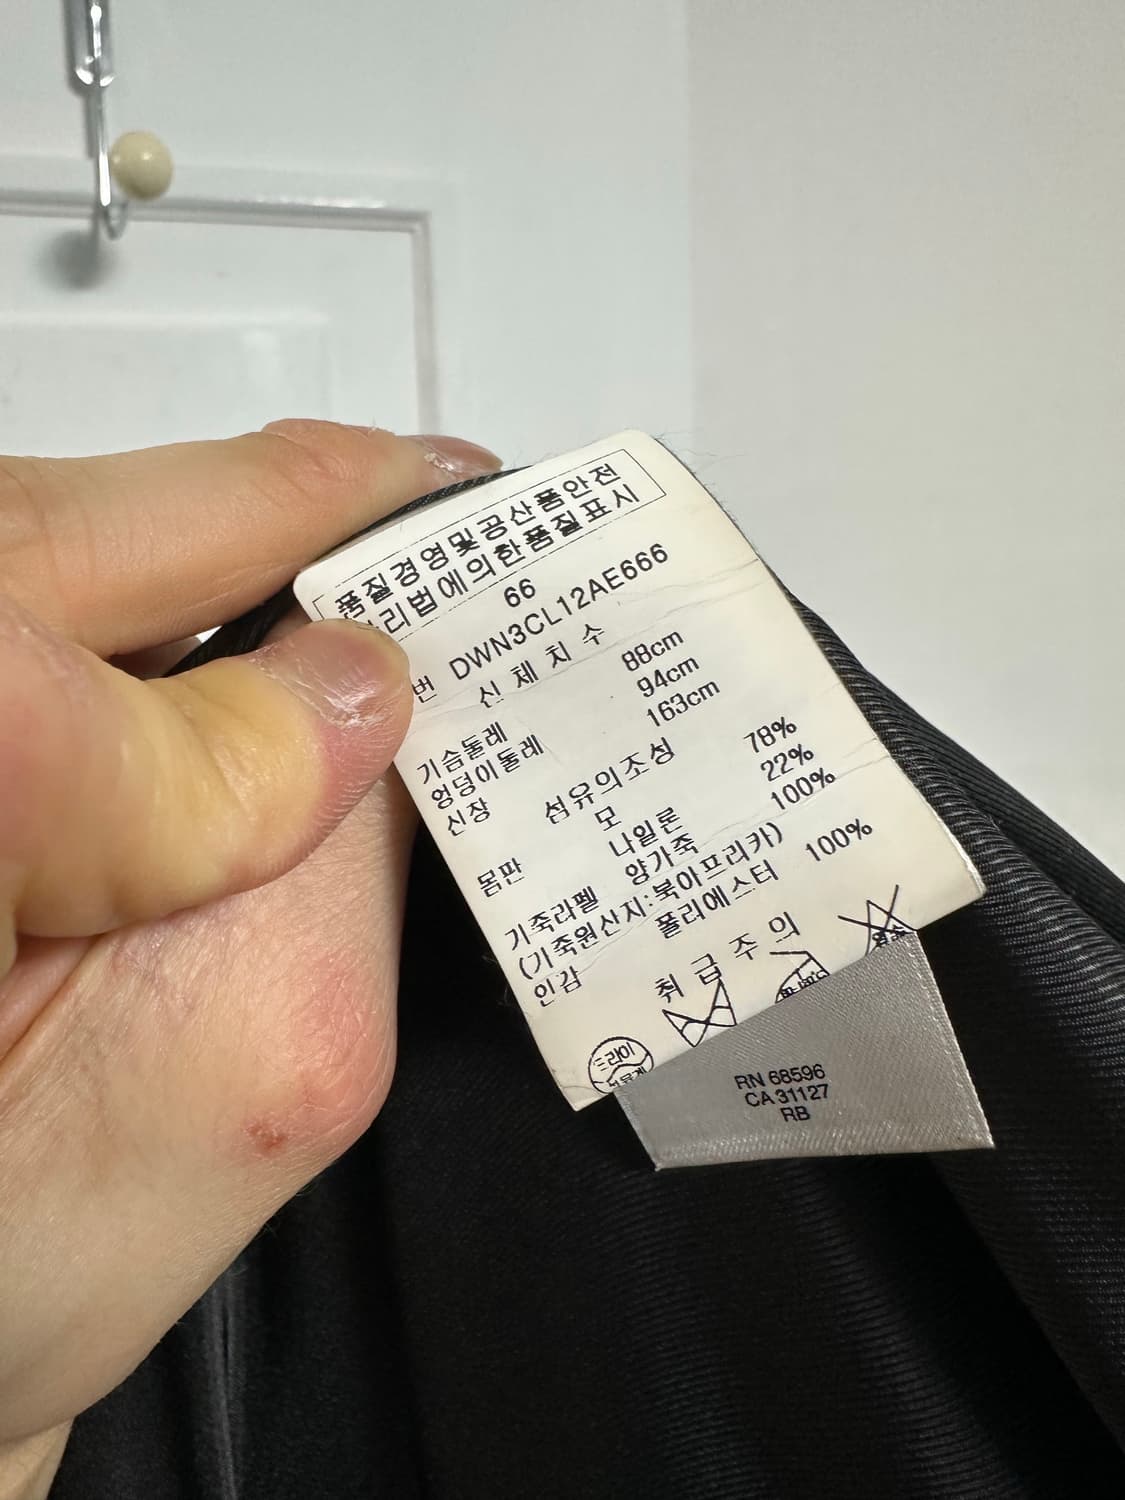 품질경영및공산품안전
리법에의한품질표시
66
번 DWN3CL12AE666
신 체 치 수
기슴둘레 88cm
엉덩이둘레 94cm
신장 163cm
섬유의조성
몸판 모 78%
나일론 22%
기죽라펠 양가죽 100%
(기죽원산지:북아프리카)
인감 폴리에스터 100%
취 급 주 의
드라이
RN 68596
CA 31127
RB